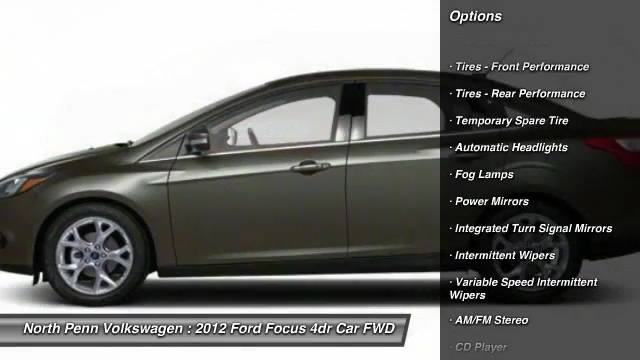 Options
· Tires - Front Performance
· Tires - Rear Performance
· Temporary Spare Tire
· Automatic Headlights
· Fog Lamps
· Power Mirrors
· Integrated Turn Signal Mirrors
· Intermittent Wipers
· Variable Speed Intermittent
Wipers
· AM/FM Stereo
· CD Player
North Penn Volkswagen : 2012 Ford Focus 4dr Car FWD